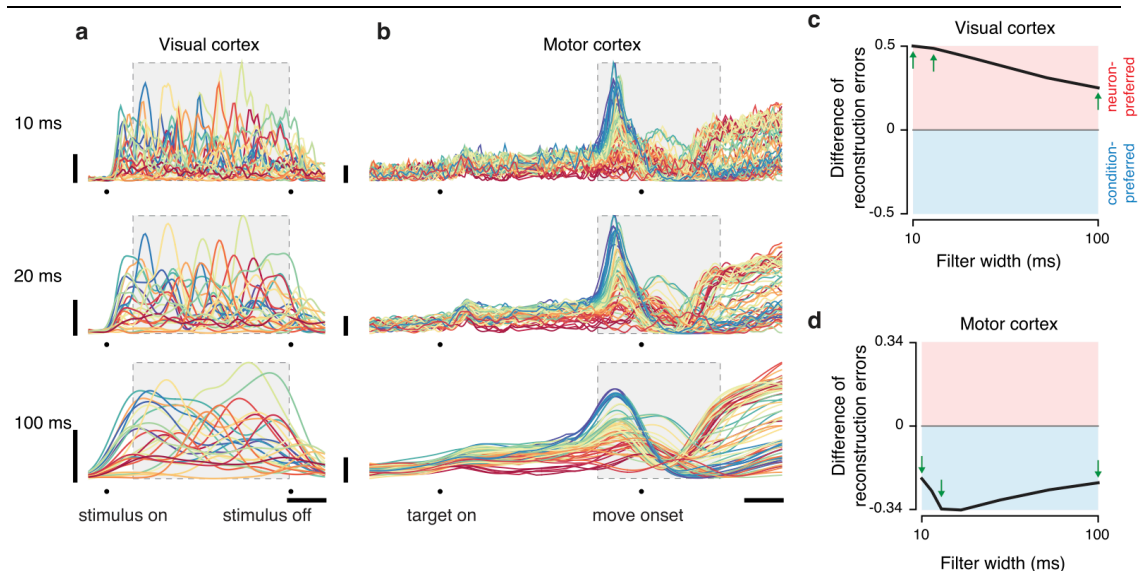 a
Visual cortex
b
Motor cortex
10 ms
20 ms
100 ms
stimulus on
stimulus off
target on
move onset
c
Visual cortex
0.5
0
-0.5
Difference of
reconstruction errors
neuron-
preferred
condition-
preferred
10
100
Filter width (ms)
d
Motor cortex
0.34
0
-0.34
Difference of
reconstruction errors
10
100
Filter width (ms)